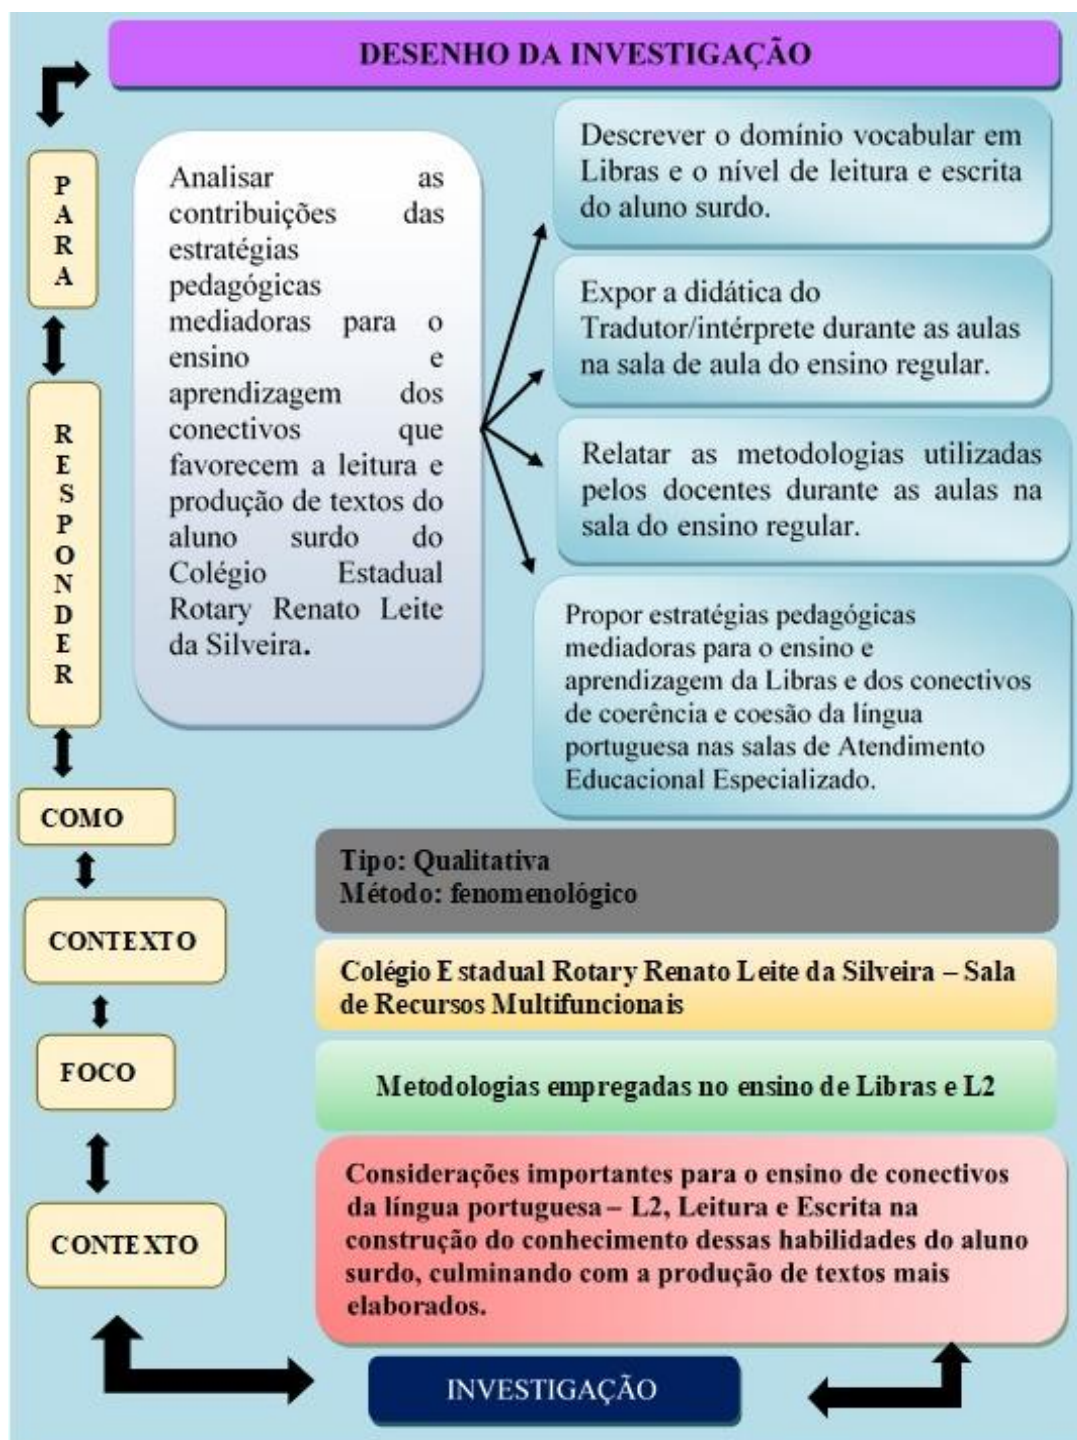 DESENHO DA INVESTIGAÇÃO
PARA
RESPONDER
Analisar as
contribuições das
estratégias
pedagógicas
mediadoras para o
ensino e
aprendizagem dos
conectivos que
favorecem a leitura e
produção de textos do
aluno surdo do
Colégio Estadual
Rotary Renato Leite
da Silveira.
Descrever o domínio vocabular em
Libras e o nível de leitura e escrita
do aluno surdo.
Expor a didática do
Tradutor/intérprete durante as aulas
na sala de aula do ensino regular.
Relatar as metodologias utilizadas
pelos docentes durante as aulas na
sala do ensino regular.
Propor estratégias pedagógicas
mediadoras para o ensino e
aprendizagem da Libras e dos conectivos
de coerência e coesão da língua
portuguesa nas salas de Atendimento
Educacional Especializado.
COMO
Tipo: Qualitativa
Método: fenomenológico
CONTEXTO
Colégio Estadual Rotary Renato Leite da Silveira – Sala
de Recursos Multifuncionais
FOCO
Metodologias empregadas no ensino de Libras e L2
CONTEXTO
Considerações importantes para o ensino de conectivos
da língua portuguesa – L2, Leitura e Escrita na
construção do conhecimento dessas habilidades do aluno
surdo, culminando com a produção de textos mais
elaborados.
INVESTIGAÇÃO